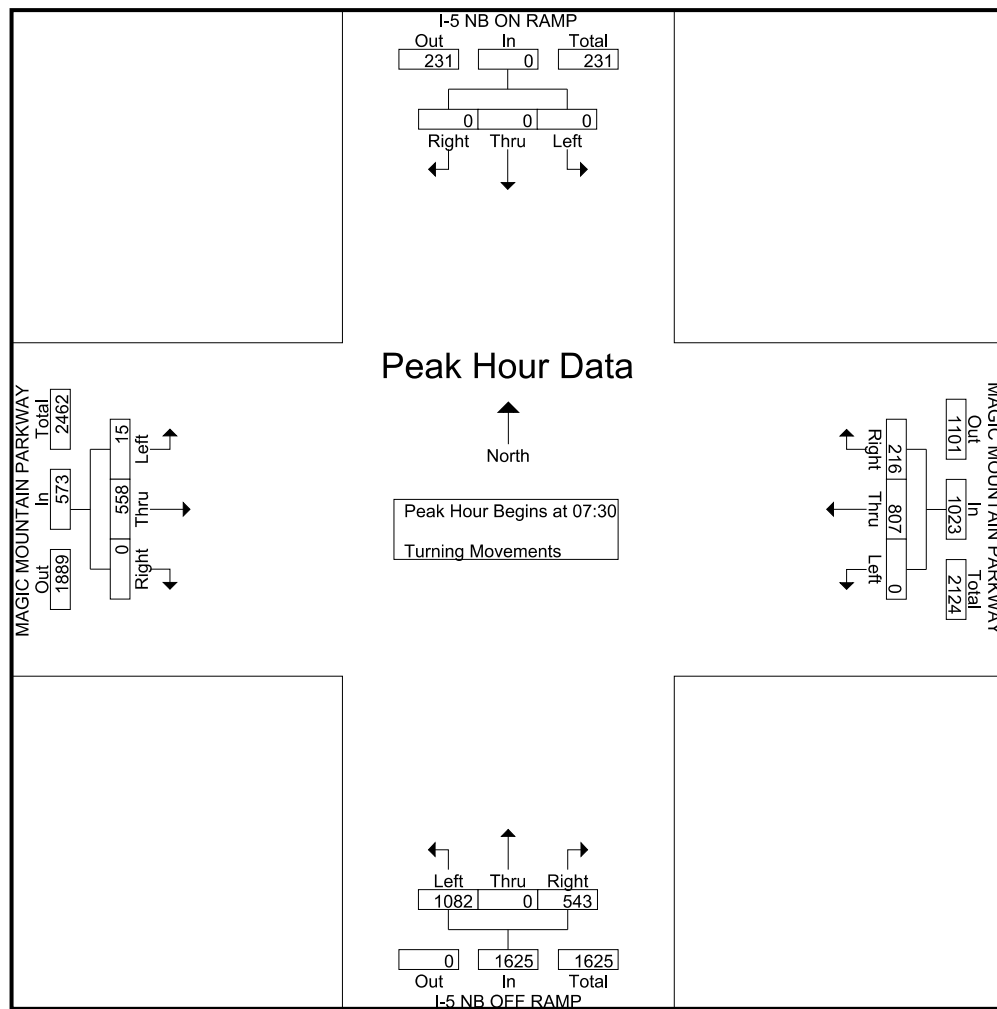 I-5 NB ON RAMP
Out In Total
231 0 231
0 0 0
Right Thru Left
Peak Hour Data
North
Peak Hour Begins at 07:30
Turning Movements
MAGIC MOUNTAIN PARKWAY
Total In Out
2462 573 1889
15 558 0
Left Thru Right
MAGIC MOUNTAIN PARKWAY
Out In Total
1101 1023 2124
216 807 0
Right Thru Left
Left Thru Right
1082 0 543
0 1625 1625
Out In Total
I-5 NB OFF RAMP